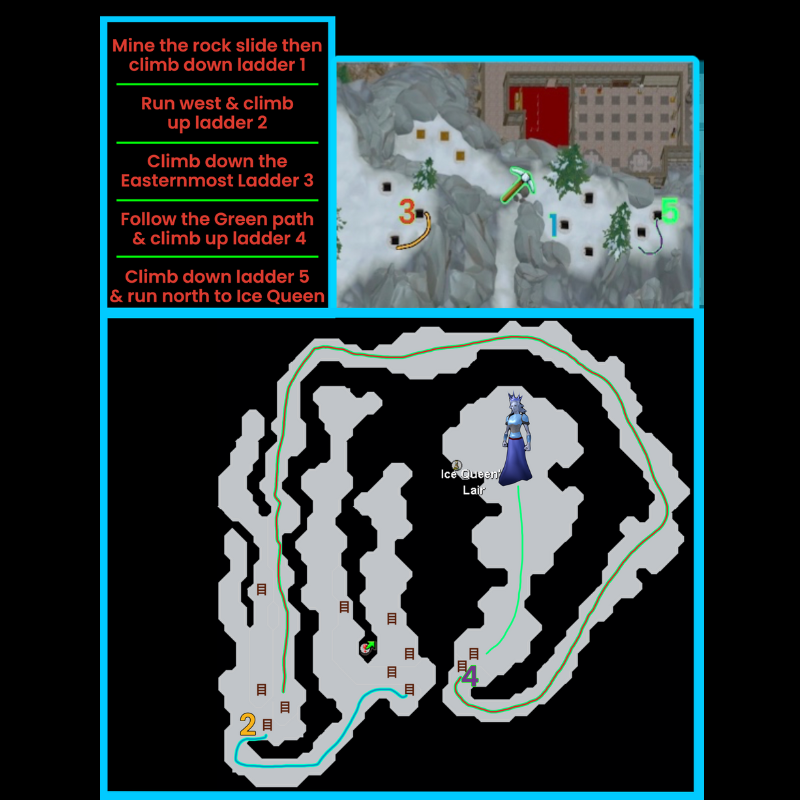 Mine the rock slide then
climb down ladder 1
Run west & climb
up ladder 2
Climb down the
Easternmost Ladder 3
Follow the Green path
& climb up ladder 4
Climb down ladder 5
& run north to Ice Queen
3
1
5
Ice Queen'
Lair
4
2